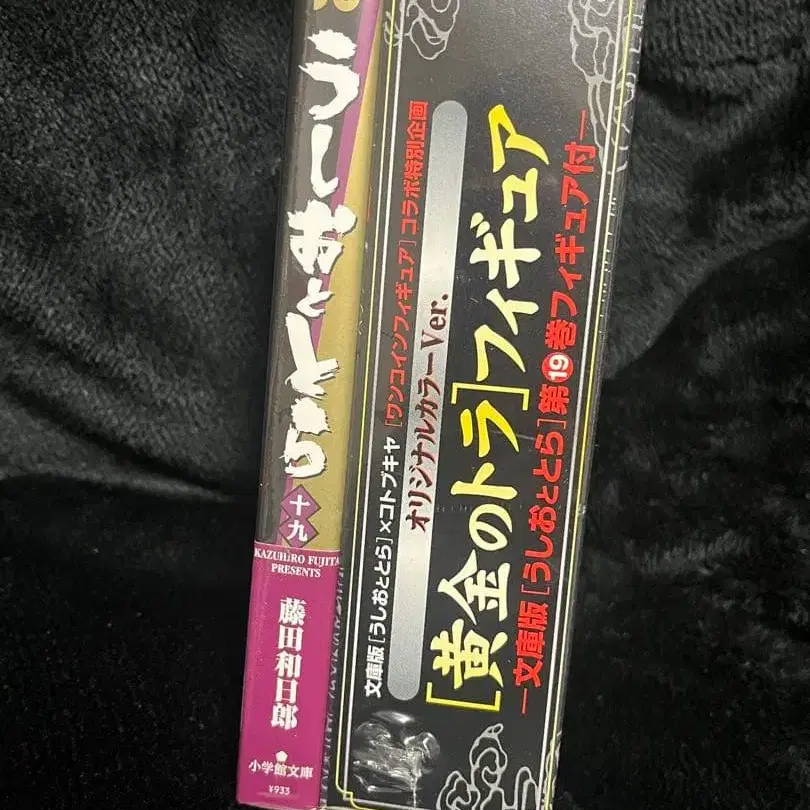 うしおととら
十九
KAZUHIRO FUJITA
PRESENTS
藤田和日郎
小学館文庫
¥933
文庫版[うしおととら]×コトブキヤ[ワンコインフィギュア]コラボ特別企画
オリジナルカラーVer.
[黄金のトラ]フィギュア
—文庫版[うしおととら]第19巻フィギュア付—